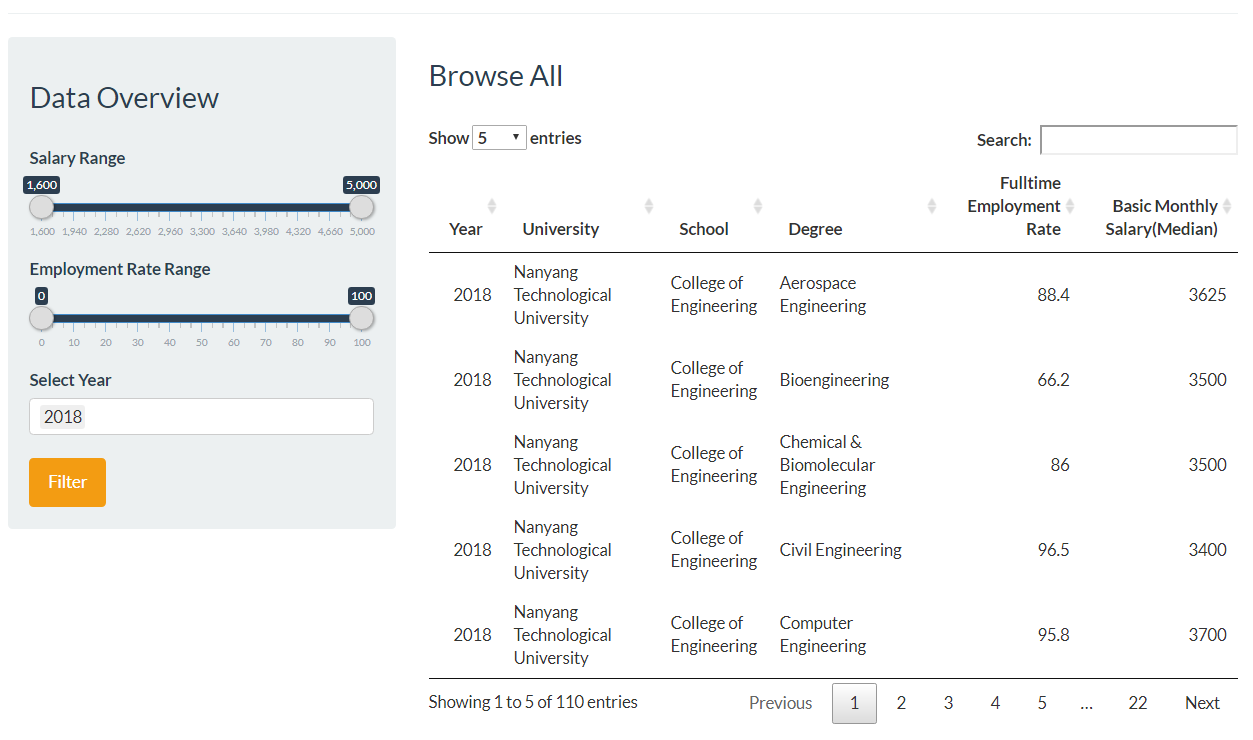 Data Overview
Salary Range
1,600 5,000
1,600 1,940 2,280 2,620 2,960 3,300 3,640 3,980 4,320 4,660 5,000
Employment Rate Range
0 100
0 10 20 30 40 50 60 70 80 90 100
Select Year
2018
Filter
Browse All
Show 5 entries
Search:
Year University School Degree Fulltime Employment Rate Basic Monthly Salary(Median)
2018 Nanyang Technological University College of Engineering Aerospace Engineering 88.4 3625
2018 Nanyang Technological University College of Engineering Bioengineering 66.2 3500
2018 Nanyang Technological University College of Engineering Chemical & Biomolecular Engineering 86 3500
2018 Nanyang Technological University College of Engineering Civil Engineering 96.5 3400
2018 Nanyang Technological University College of Engineering Computer Engineering 95.8 3700
Showing 1 to 5 of 110 entries
Previous 1 2 3 4 5 ... 22 Next